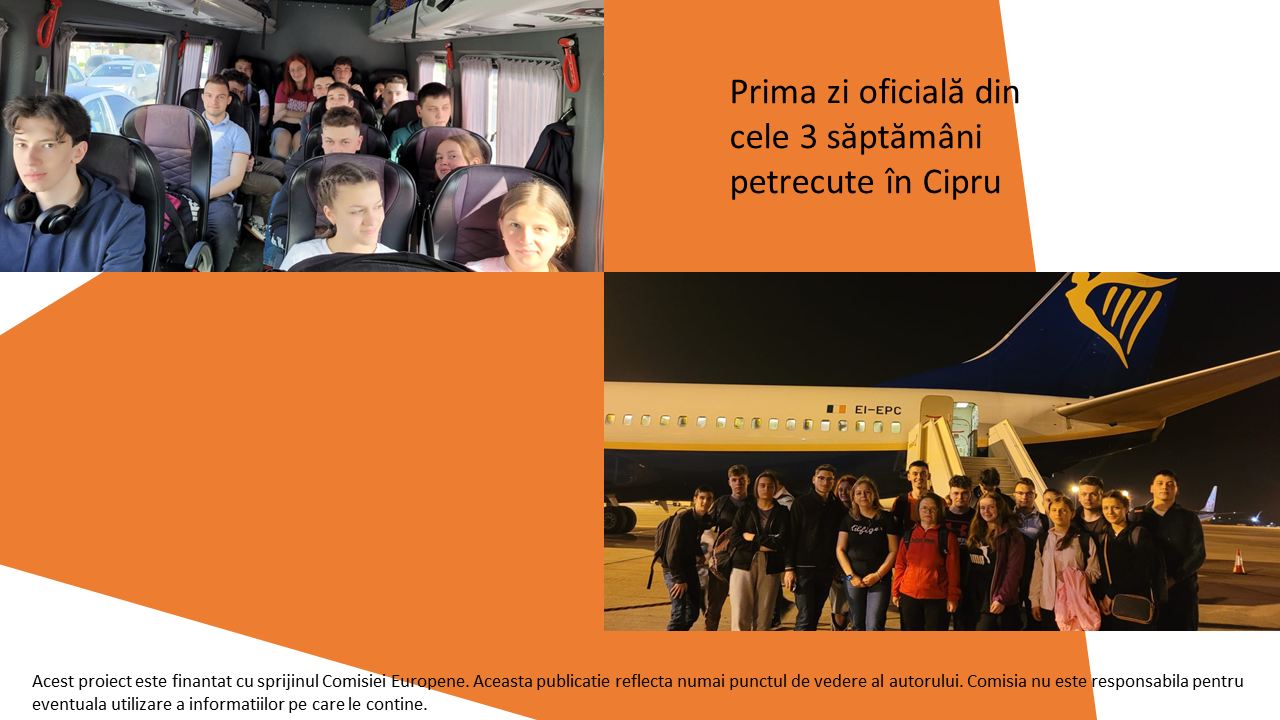 Prima zi oficială din
cele 3 săptămâni
petrecute în Cipru
EI-EPC
Acest proiect este finantat cu sprijinul Comisiei Europene. Aceasta publicatie reflecta numai punctul de vedere al autorului. Comisia nu este responsabila pentru
eventuala utilizare a informatiilor pe care le contine.